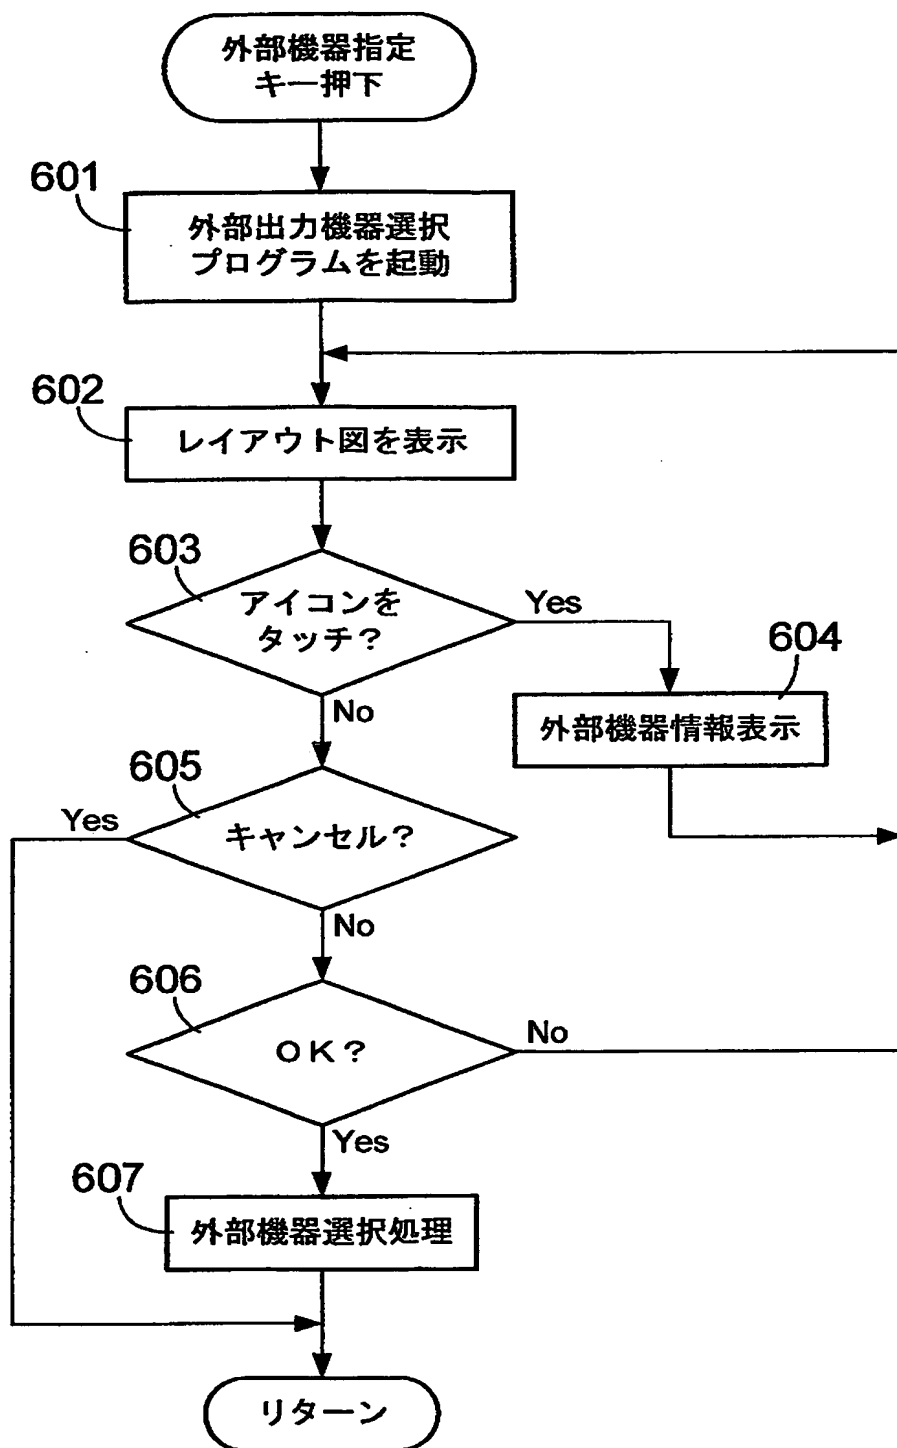 外部機器指定
キー押下
601
外部出力機器選択
プログラムを起動
602
レイアウト図を表示
603
アイコンを
タッチ？
Yes
604
外部機器情報表示
No
605
キャンセル？
Yes
No
606
ＯＫ？
No
Yes
607
外部機器選択処理
リターン